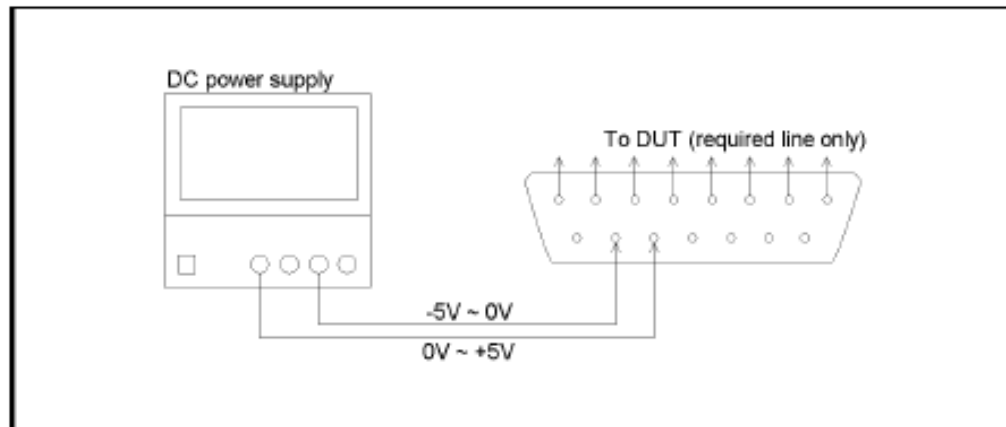 DC power supply
To DUT (required line only)
-5V ~ 0V
0V ~ +5V